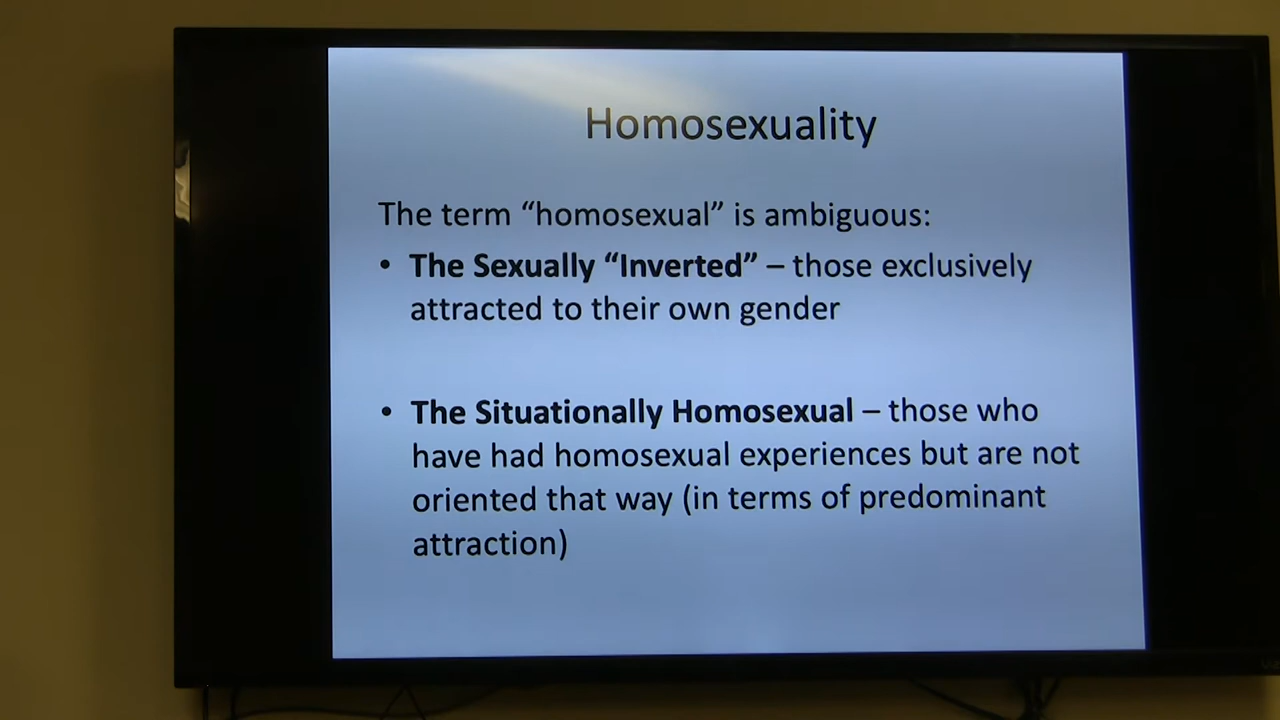 Homosexuality
The term “homosexual” is ambiguous:
• The Sexually “Inverted” – those exclusively
attracted to their own gender
• The Situationally Homosexual – those who
have had homosexual experiences but are not
oriented that way (in terms of predominant
attraction)